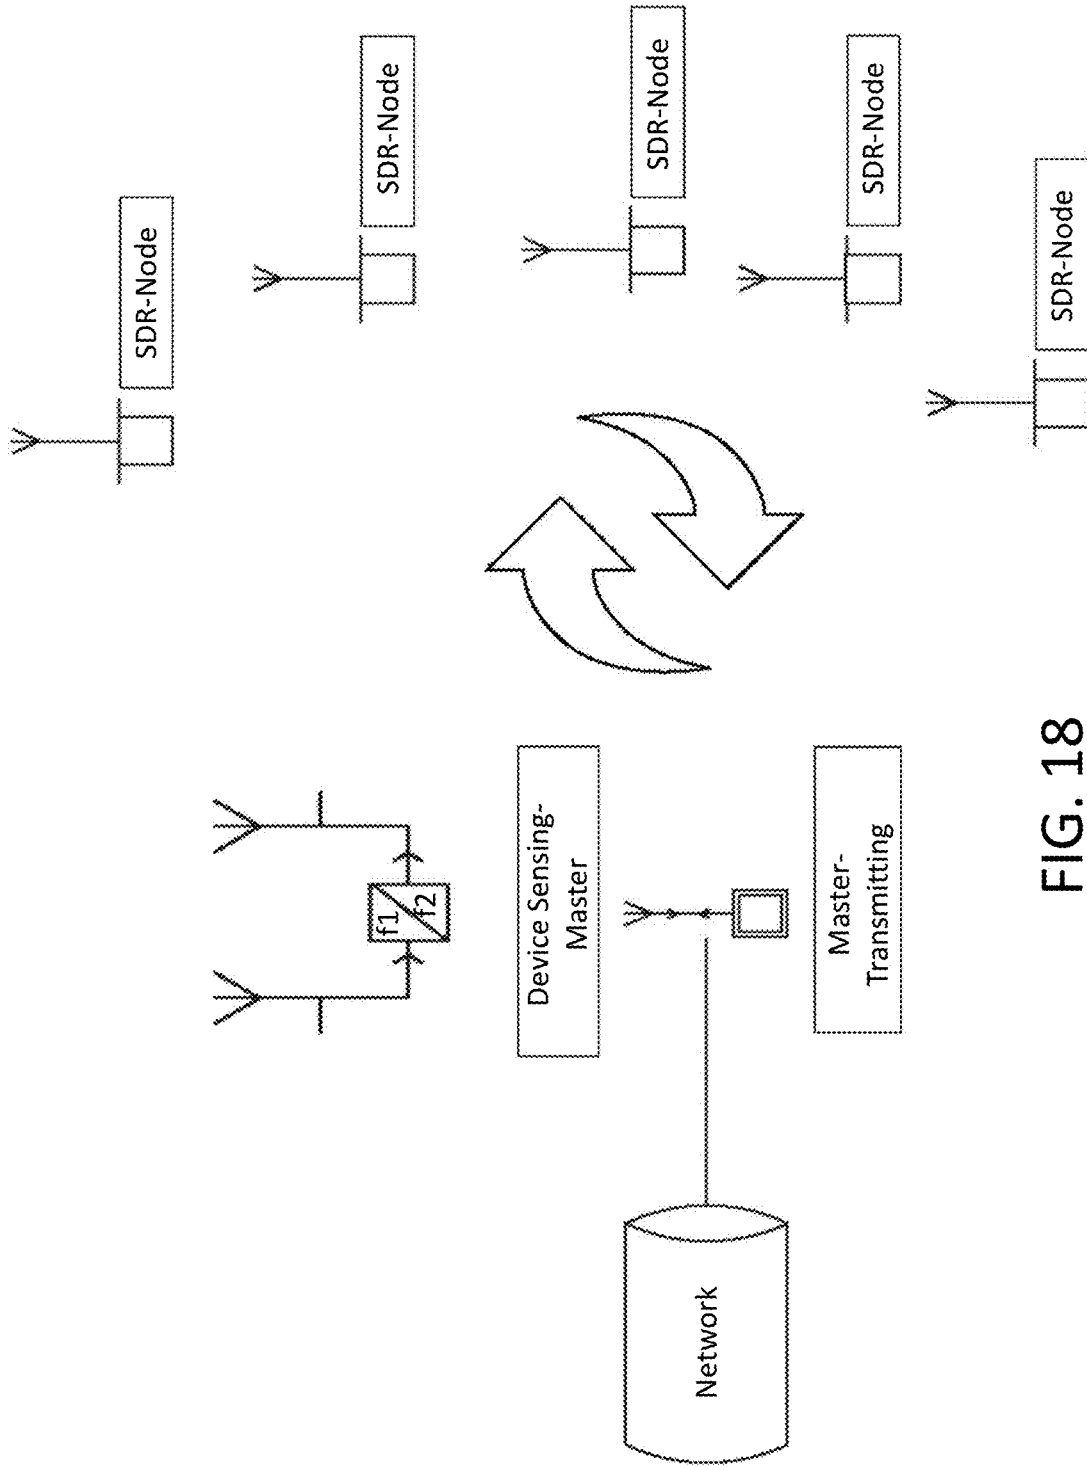 SDR-Node
SDR-Node
SDR-Node
SDR-Node
SDR-Node
f1
f2
Device Sensing-
Master
Master-
Transmitting
Network
FIG. 18